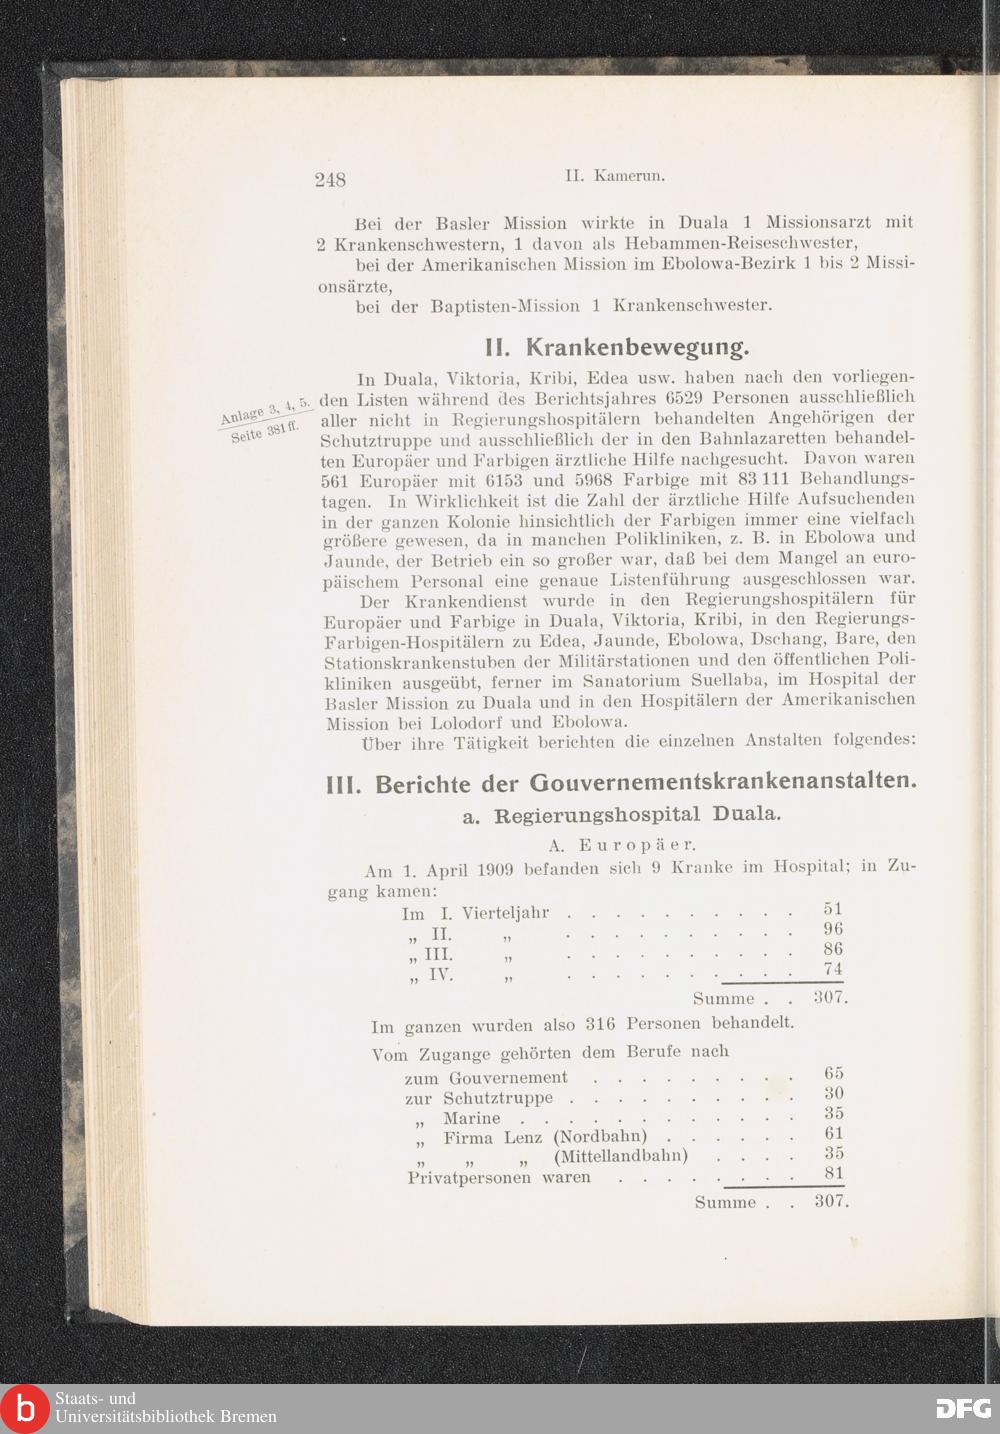 248
II. Kamerun.
Bei der Basler Mission wirkte in Duala 1 Missionsarzt mit
2 Krankenschwestern, 1 davon als Hebammen-Reiseschwester,
bei der Amerikanischen Mission im Ebolowa-Bezirk 1 bis 2 Missi-
onsärzte,
bei der Baptisten-Mission 1 Krankenschwester.
II. Krankenbewegung.
Anlage 3, 4, 5.
Seite 381 ff.
In Duala, Viktoria, Kribi, Edea usw. haben nach den vorliegen-
den Listen während des Berichtsjahres 6529 Personen ausschließlich
aller nicht in Regierungshospitälern behandelten Angehörigen der
Schutztruppe und ausschließlich der in den Bahnlazaretten behandel-
ten Europäer und Farbigen ärztliche Hilfe nachgesucht. Davon waren
561 Europäer mit 6153 und 5968 Farbige mit 83 111 Behandlungs-
tagen. In Wirklichkeit ist die Zahl der ärztliche Hilfe Aufsuchenden
in der ganzen Kolonie hinsichtlich der Farbigen immer eine vielfach
größere gewesen, da in manchen Polikliniken, z. B. in Ebolowa und
Jaunde, der Betrieb ein so großer war, daß bei dem Mangel an euro-
päischem Personal eine genaue Listenführung ausgeschlossen war.
Der Krankendienst wurde in den Regierungshospitälern für
Europäer und Farbige in Duala, Viktoria, Kribi, in den Regierungs-
Farbigen-Hospitälern zu Edea, Jaunde, Ebolowa, Dschang, Bare, den
Stationskrankenstuben der Militärstationen und den öffentlichen Poli-
kliniken ausgeübt, ferner im Sanatorium Suellaba, im Hospital der
Basler Mission zu Duala und in den Hospitälern der Amerikanischen
Mission bei Lolodorf und Ebolowa.
Über ihre Tätigkeit berichten die einzelnen Anstalten folgendes:
III. Berichte der Gouvernementskrankenanstalten.
a. Regierungshospital Duala.
A. Europäer.
Am 1. April 1909 befanden sich 9 Kranke im Hospital; in Zu-
gang kamen:
Im I. Vierteljahr . . . . . . . . . . 51
„ II. „ . . . . . . . . . . 96
„ III. „ . . . . . . . . . . 86
„ IV. „ . . . . . . . . . . 74
Summe . . 307.
Im ganzen wurden also 316 Personen behandelt.
Vom Zugange gehörten dem Berufe nach
zum Gouvernement . . . . . . . . . 65
zur Schutztruppe . . . . . . . . . . 30
„ Marine . . . . . . . . . . . . 35
„ Firma Lenz (Nordbahn) . . . . . . 61
„ „ „ (Mittellandbahn) . . . . 35
Privatpersonen waren . . . . . . . . 81
Summe . . 307.
b
Staats- und
Universitätsbibliothek Bremen
DFG